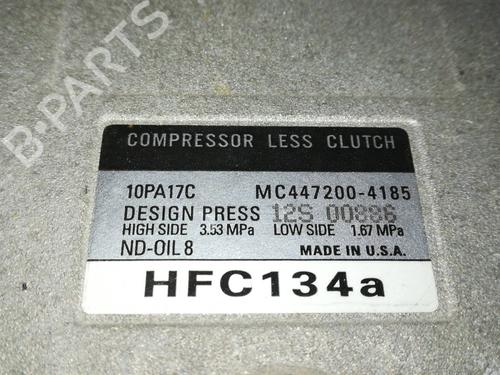 B-PARTS
COMPRESSOR LESS CLUTCH
10PA17C MC447200-4185
DESIGN PRESS 12S 00886
HIGH SIDE 3.53 MPa LOW SIDE 1.67 MPa
ND-OIL 8 MADE IN U.S.A.
HFC134a